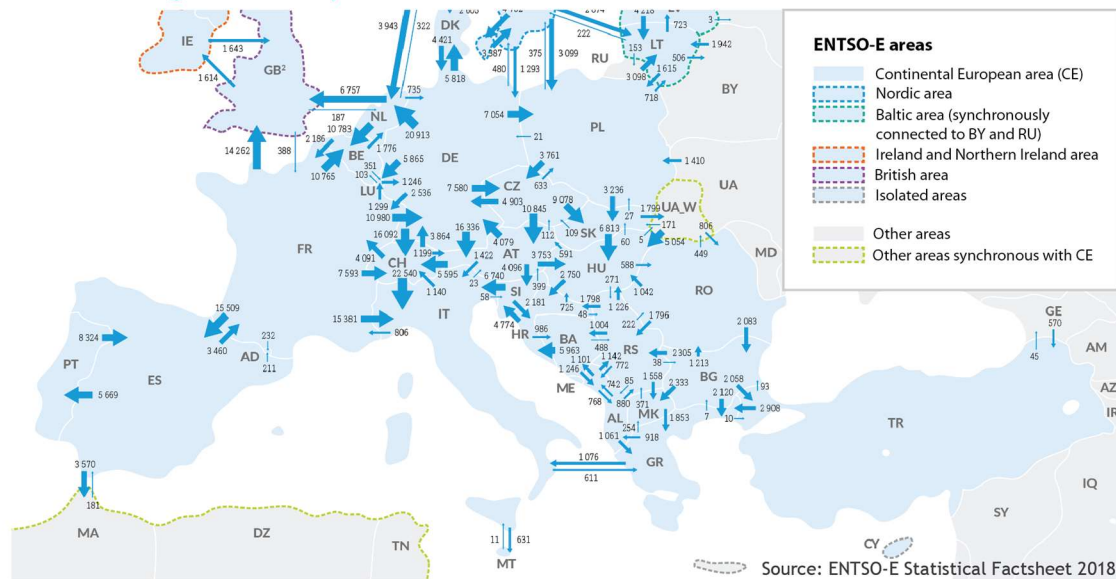 3 943
322
DK
4 421
5 818
3 587
480
375
1 293
222
3 099
RU
4 218
723
3
153
LT
1 942
506
1 615
3 098
718
BY
IE
1 643
1 614
GB²
6 757
735
187
NL
10 783
2 186
1 776
20 913
14 262
388
BE
10 765
7 054
21
PL
DE
351
103
5 865
1 246
LU
2 536
1 299
10 980
7 580
4 903
CZ
3 761
633
1 410
UA
3 236
1 799
27
UA_W
171
806
449
5
5 054
FR
16 092
4 091
1 199
3 864
16 336
4 079
10 845
9 078
112
109
SK
6 813
60
MD
CH
7 593
22 540
5 595
1 422
23
1 140
AT
4 096
3 753
591
399
2 750
HU
588
271
1 042
1 226
RO
6 740
SI
58
2 181
725
1 798
48
15 381
806
IT
4 774
HR
986
5 963
BA
1 004
488
222
1 796
RS
2 305
38
1 213
2 083
15 509
3 460
AD
232
211
8 324
PT
ES
5 669
1 101
1 246
ME
1 142
772
768
742
85
880
371
1 558
2 333
BG
2 058
93
2 120
7
10
2 908
MK
1 853
AL
254
1 061
918
GR
1 076
611
TR
3 570
181
MA
DZ
TN
11
631
MT
CY
SY
IQ
GE
570
45
AM
AZ
IR
ENTSO-E areas
Continental European area (CE)
Nordic area
Baltic area (synchronously
connected to BY and RU)
Ireland and Northern Ireland area
British area
Isolated areas
Other areas
Other areas synchronous with CE
Source: ENTSO-E Statistical Factsheet 2018